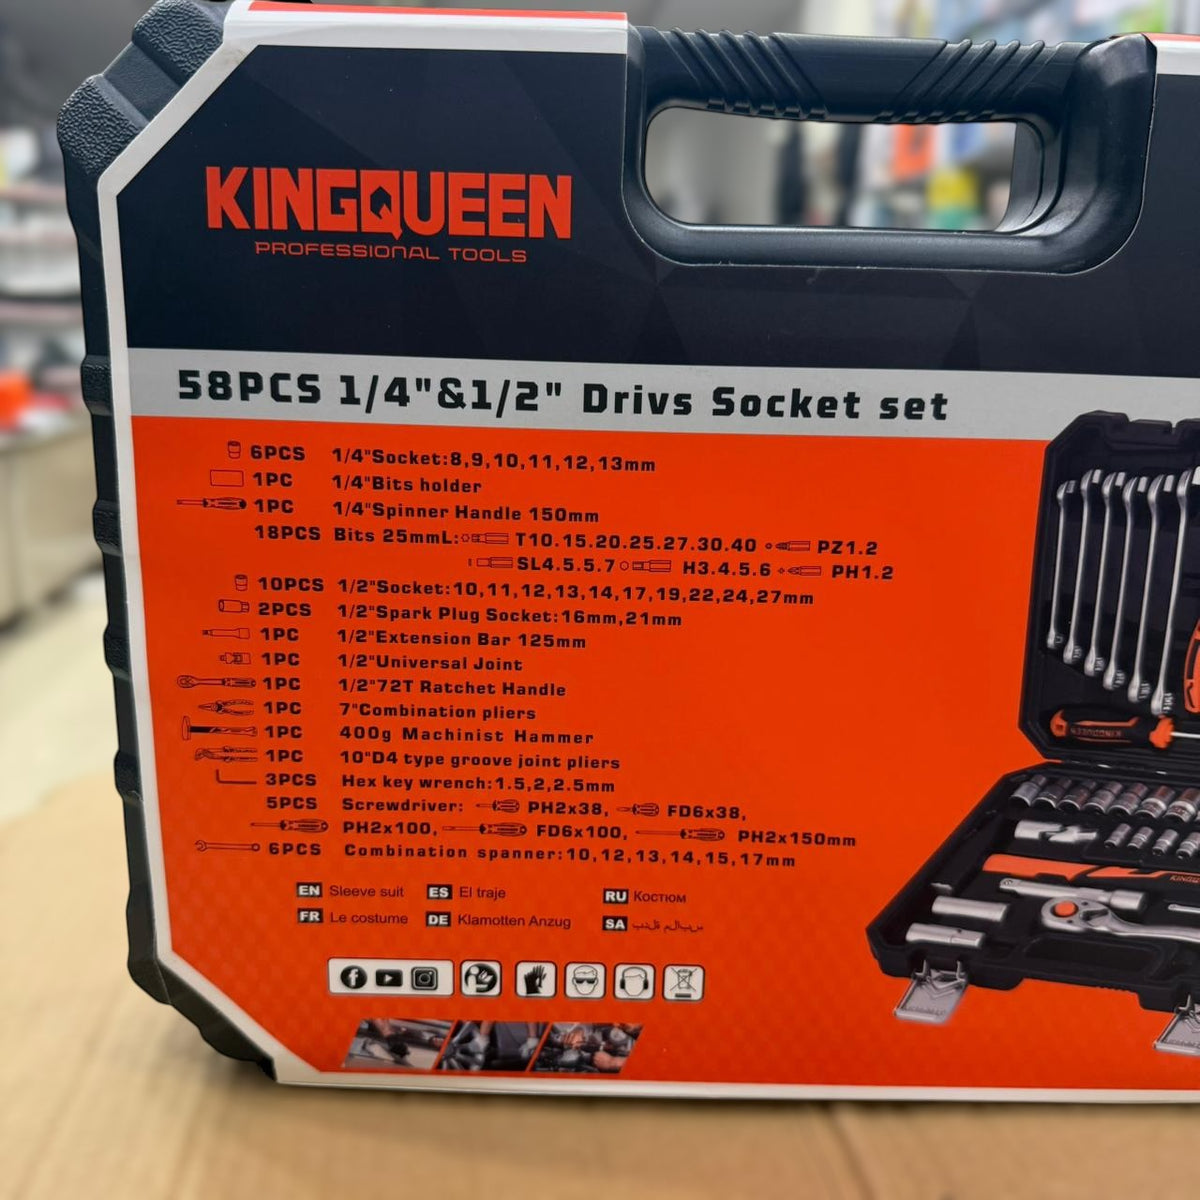 KINGQUEEN
PROFESSIONAL TOOLS
58PCS 1/4"&1/2" Drivs Socket set
6PCS 1/4"Socket:8,9,10,11,12,13mm
1PC 1/4"Bits holder
1PC 1/4"Spinner Handle 150mm
18PCS Bits 25mmL: T10.15.20.25.27.30.40 PZ1.2
SL4.5.5.7 H3.4.5.6 PH1.2
10PCS 1/2"Socket:10,11,12,13,14,17,19,22,24,27mm
2PCS 1/2"Spark Plug Socket:16mm,21mm
1PC 1/2"Extension Bar 125mm
1PC 1/2"Universal Joint
1PC 1/2"72T Ratchet Handle
1PC 7"Combination pliers
1PC 400g Machinist Hammer
1PC 10"D4 type groove joint pliers
3PCS Hex key wrench:1.5,2,2.5mm
5PCS Screwdriver: PH2x38, FD6x38,
PH2x100, FD6x100, PH2x150mm
6PCS Combination spanner:10,12,13,14,15,17mm
EN Sleeve suit ES El traje RU Костюм
FR Le costume DE Klamotten Anzug SA
KINGQUEEN